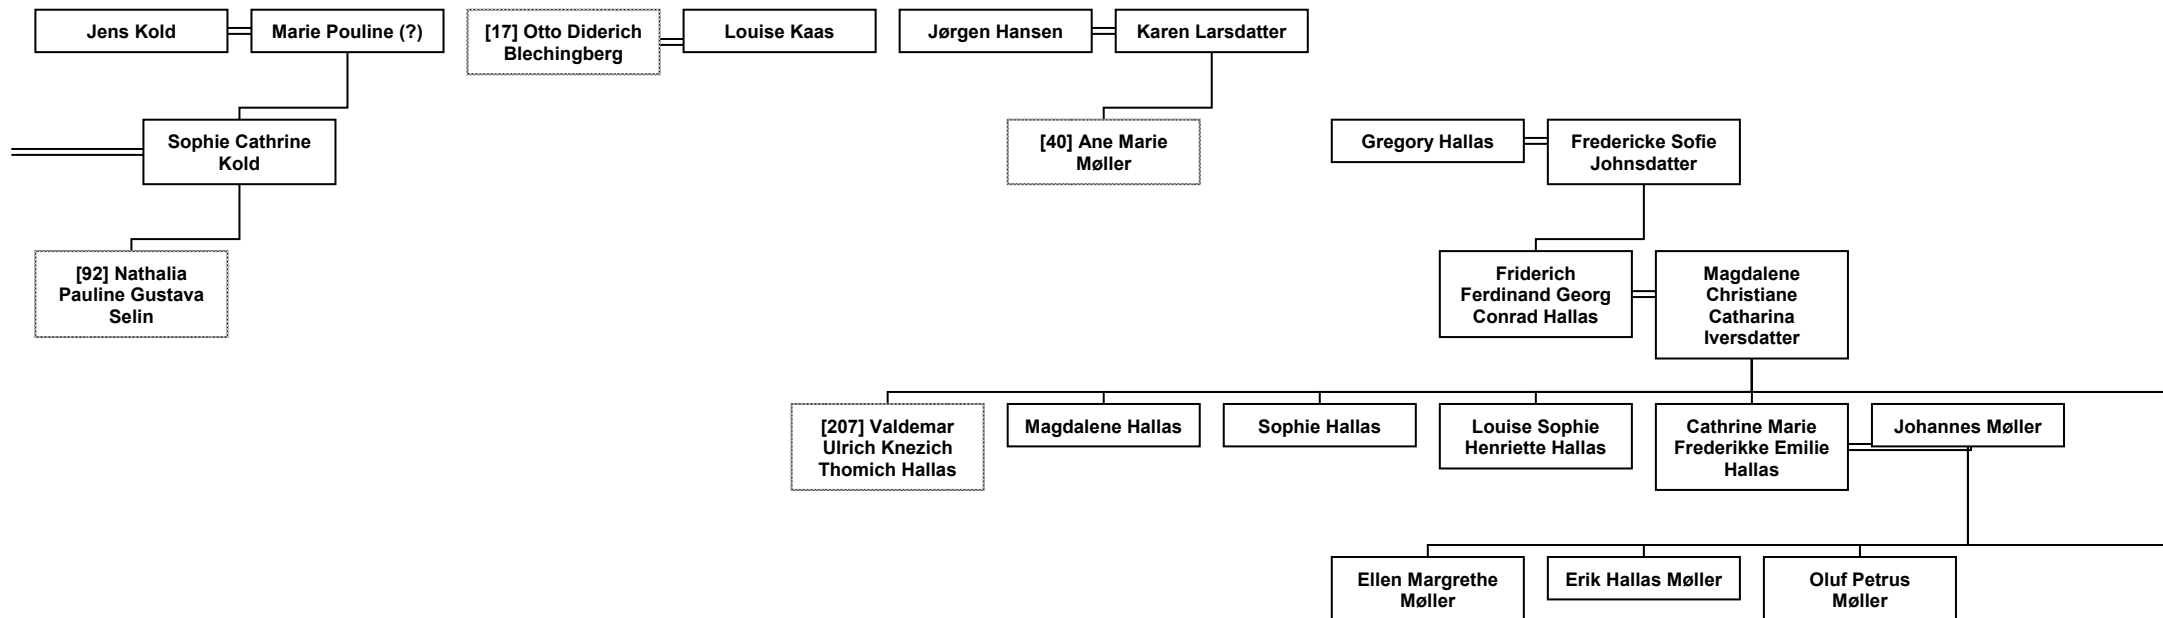 Jens Kold
Marie Pouline (?)
[17] Otto Diderich
Blechingberg
Louise Kaas
Jørgen Hansen
Karen Larsdatter
Sophie Cathrine
Kold
[40] Ane Marie
Møller
Gregory Hallas
Fredericke Sofie
Johnsdatter
[92] Nathalia
Pauline Gustava
Selin
Friderich
Ferdinand Georg
Conrad Hallas
Magdalene
Christiane
Catharina
Iversdatter
[207] Valdemar
Ulrich Knezich
Thomich Hallas
Magdalene Hallas
Sophie Hallas
Louise Sophie
Henriette Hallas
Cathrine Marie
Frederikke Emilie
Hallas
Johannes Møller
Ellen Margrethe
Møller
Erik Hallas Møller
Oluf Petrus
Møller